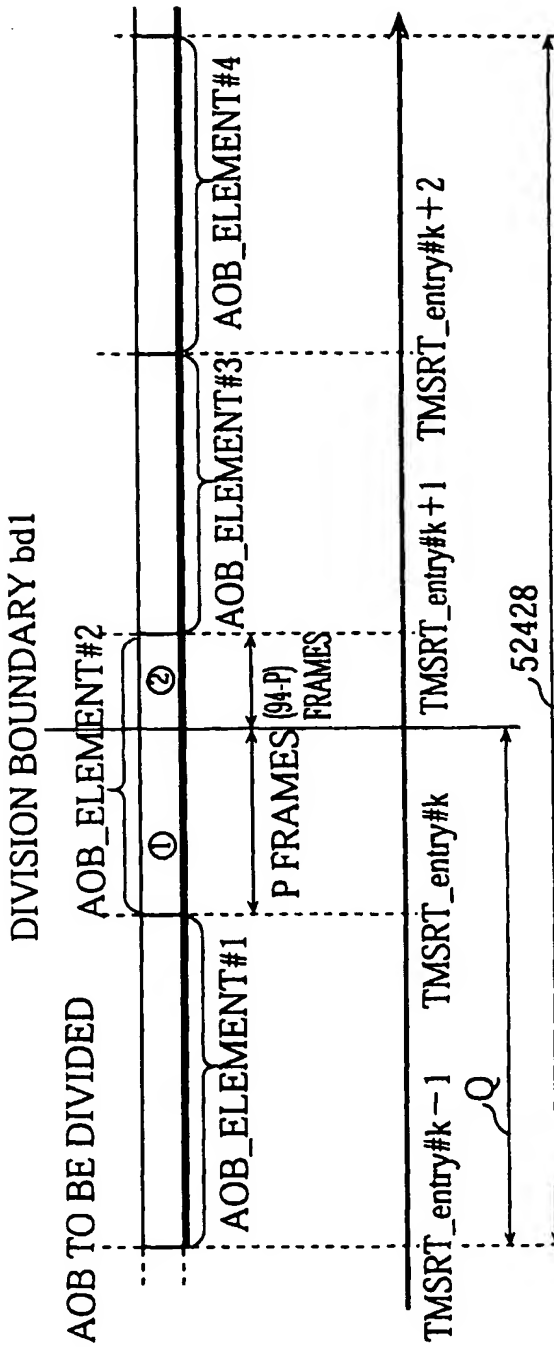 DIVISION BOUNDARY bd1
AOB TO BE DIVIDED
AOB_ELEMENT#2
① ②
AOB_ELEMENT#1
AOB_ELEMENT#3
AOB_ELEMENT#4
P FRAMES
(94-P)
FRAMES
TMSRT_entry#k−1
TMSRT_entry#k
TMSRT_entry#k+1
TMSRT_entry#k+2
Q
52428